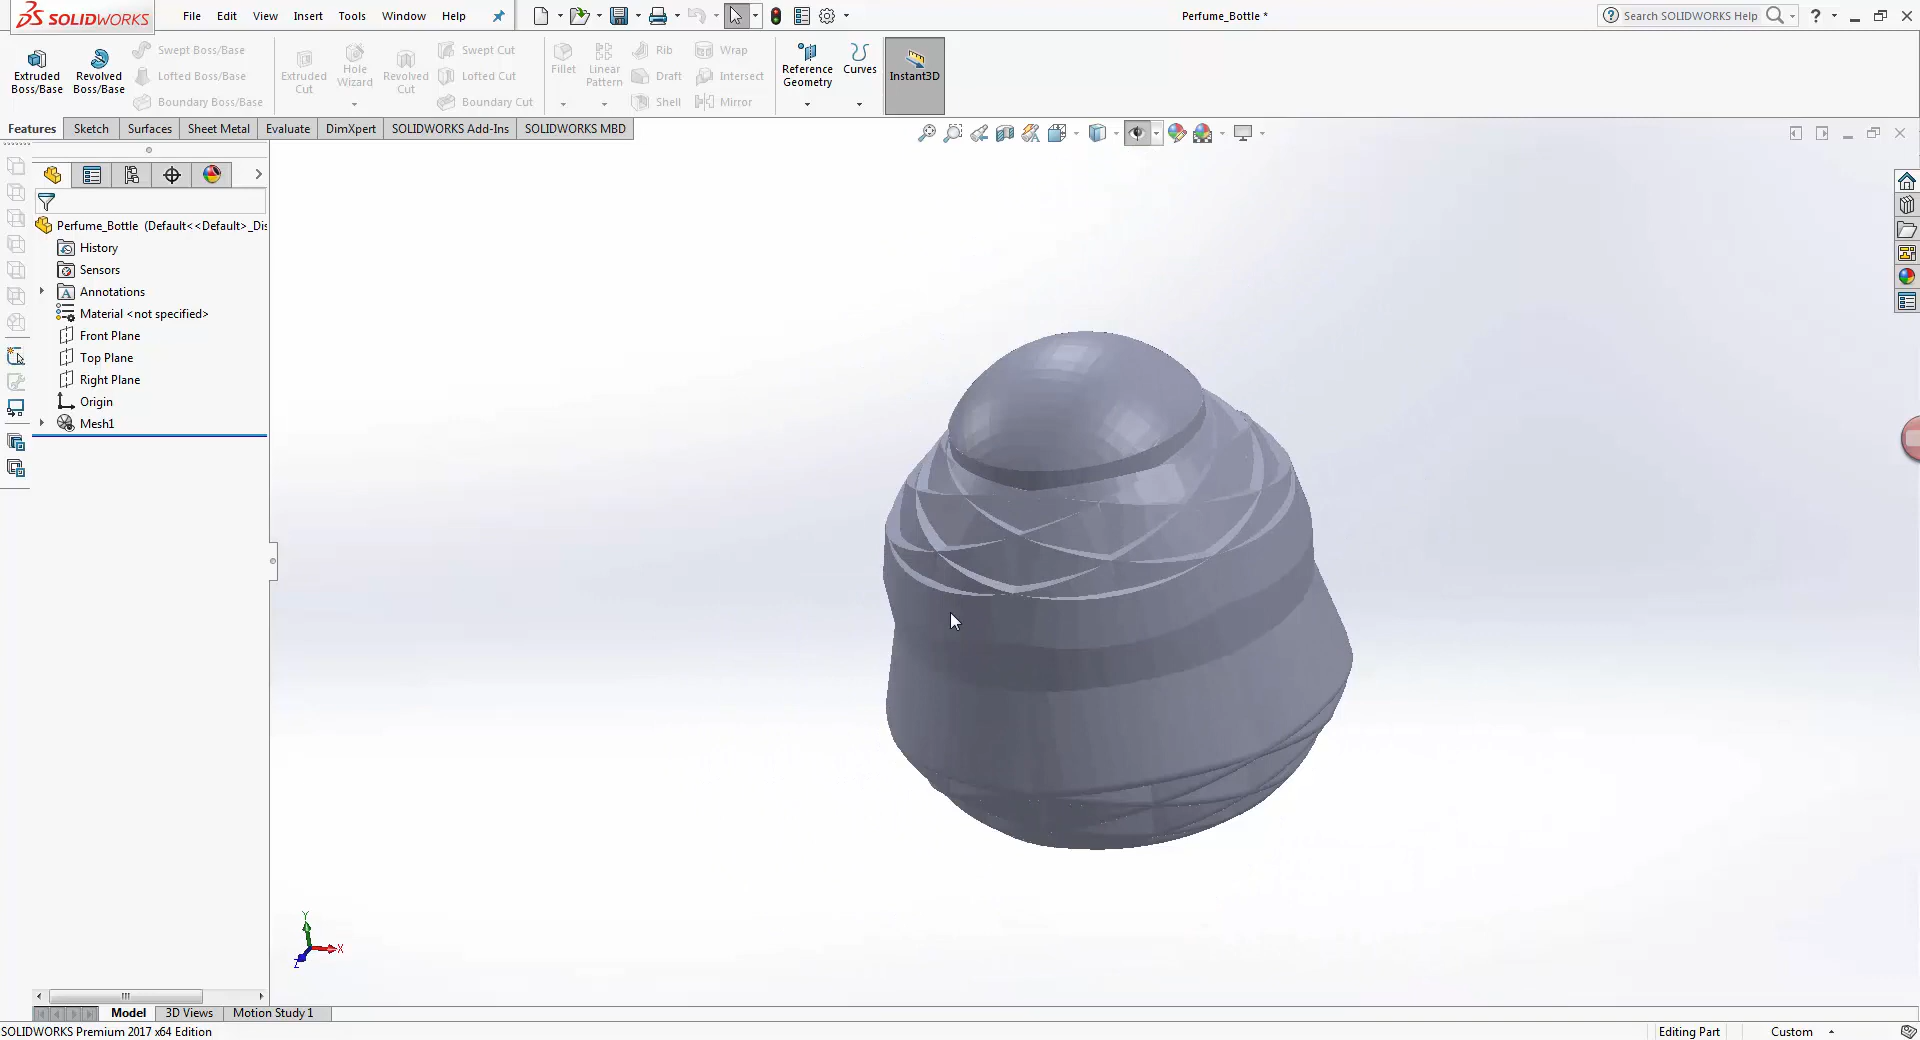 SOLIDWORKS File Edit View Insert Tools Window Help Perfume_Bottle * Search SOLIDWORKS Help
Extruded Boss/Base
Revolved Boss/Base
Swept Boss/Base
Lofted Boss/Base
Boundary Boss/Base
Extruded Cut
Hole Wizard
Revolved Cut
Swept Cut
Lofted Cut
Boundary Cut
Fillet
Linear Pattern
Rib
Draft
Shell
Wrap
Intersect
Mirror
Reference Geometry
Curves
Instant3D
Features Sketch Surfaces Sheet Metal Evaluate DimXpert SOLIDWORKS Add-Ins SOLIDWORKS MBD
Perfume_Bottle (Default<<Default>_Dis
History
Sensors
Annotations
Material <not specified>
Front Plane
Top Plane
Right Plane
Origin
Mesh1
Y
X
Z
Model 3D Views Motion Study 1
SOLIDWORKS Premium 2017 x64 Edition Editing Part Custom